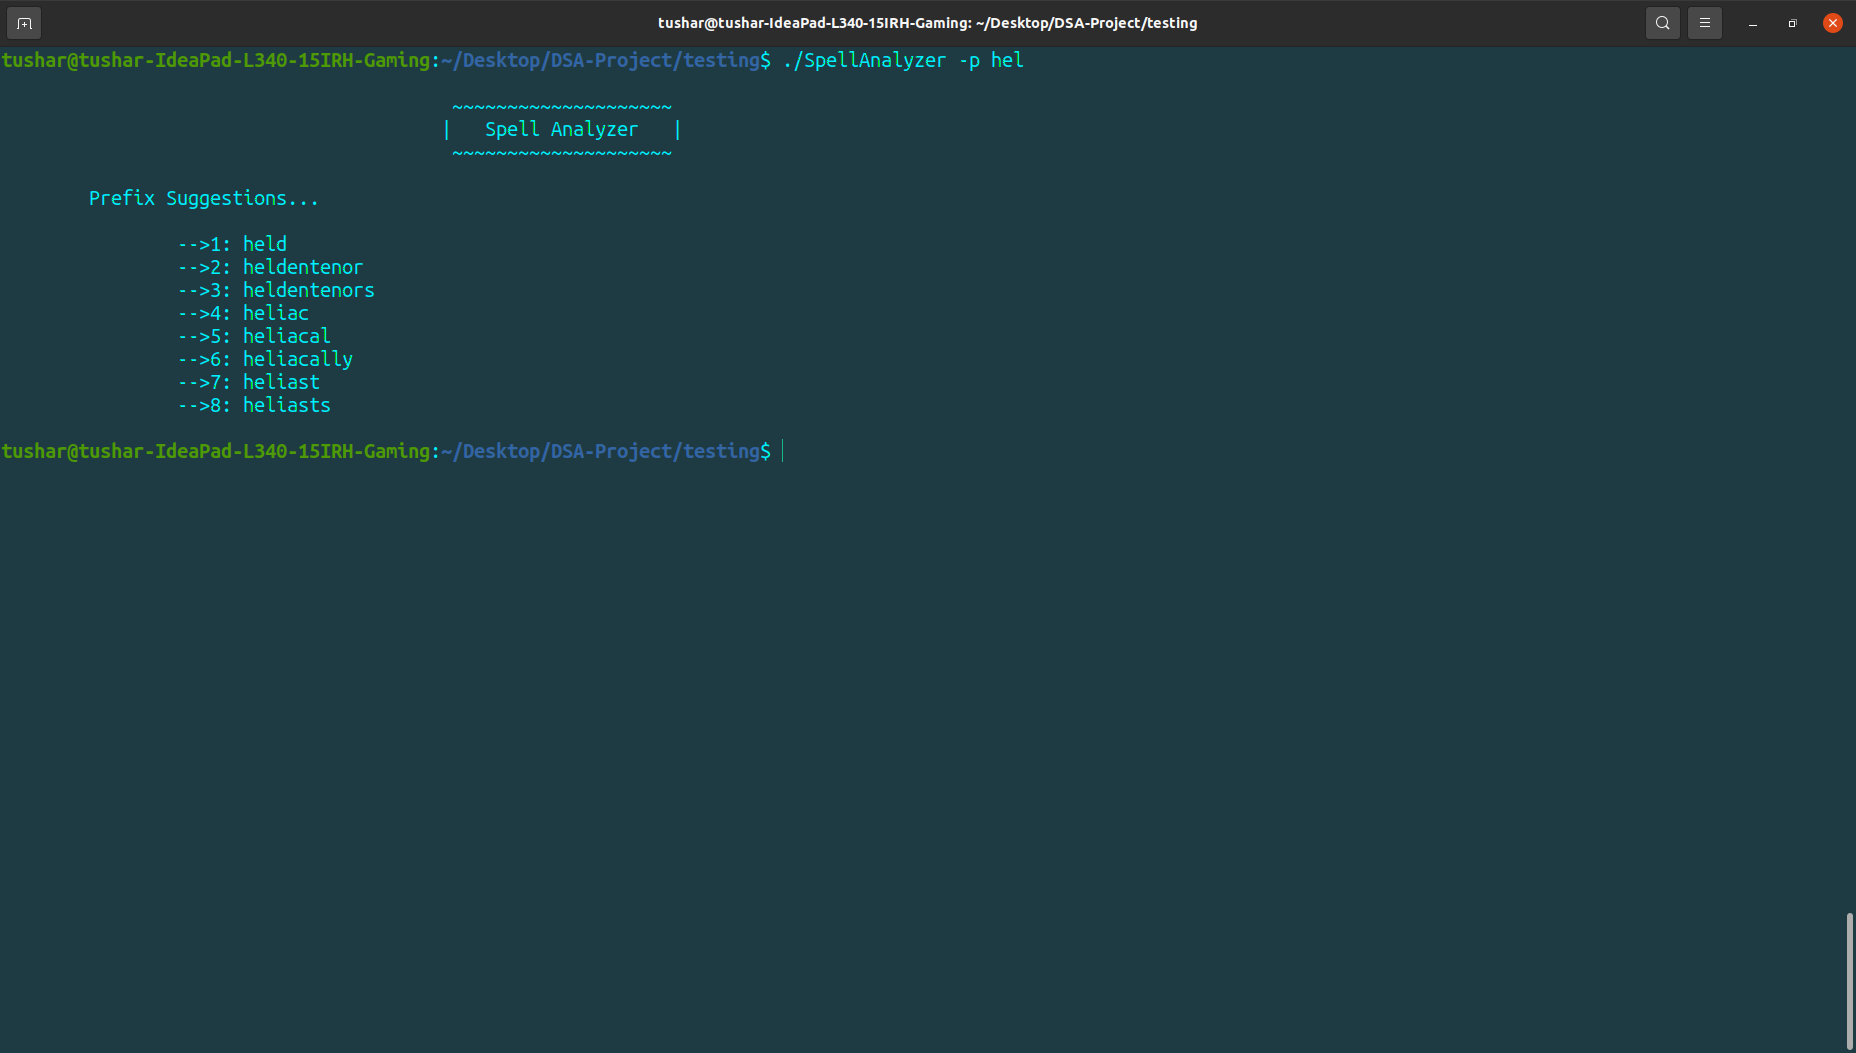 tushar@tushar-IdeaPad-L340-15IRH-Gaming: ~/Desktop/DSA-Project/testing
tushar@tushar-IdeaPad-L340-15IRH-Gaming:~/Desktop/DSA-Project/testing$ ./SpellAnalyzer -p hel
~~~~~~~~~~~~~~~~~~~~
|   Spell Analyzer   |
~~~~~~~~~~~~~~~~~~~~
Prefix Suggestions...
-->1: held
-->2: heldentenor
-->3: heldentenors
-->4: heliac
-->5: heliacal
-->6: heliacally
-->7: heliast
-->8: heliasts
tushar@tushar-IdeaPad-L340-15IRH-Gaming:~/Desktop/DSA-Project/testing$